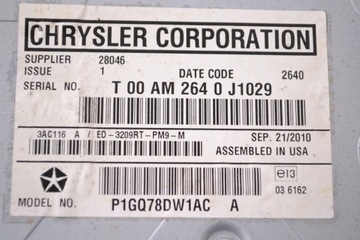 CHRYSLER CORPORATION
SUPPLIER 28046
ISSUE 1 DATE CODE 2640
SERIAL NO. T 00 AM 264 0 J1029
3AC116 A / ED-3209RT-PM9-M SEP. 21/2010
ASSEMBLED IN USA
e13
03 6162
MODEL NO. P1GQ78DW1AC A